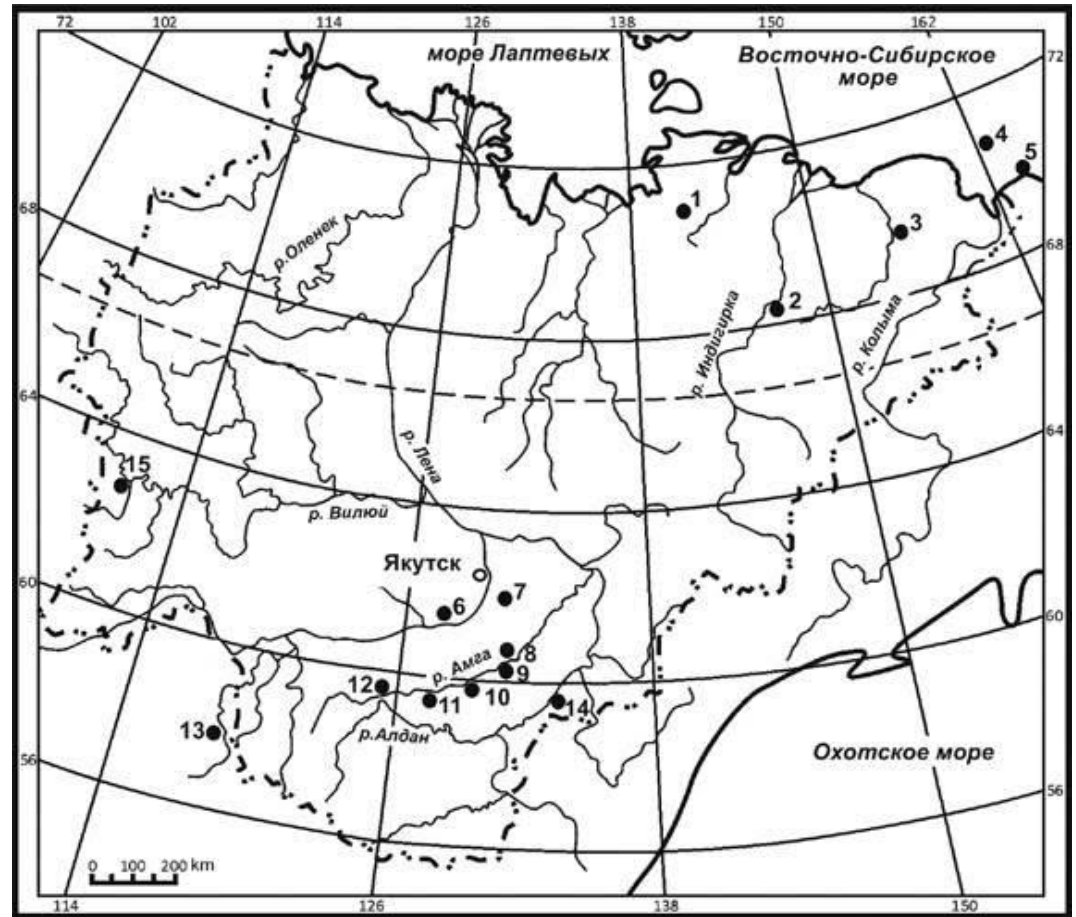 72 102 114 126 138 150 162
море Лаптевых
Восточно-Сибирское
море
72
4
5
68
1
3
68
р.Оленек
2
р. Индигирка
р. Колыма
64
64
15
р. Лена
р. Вилюй
Якутск
7
6
60
60
8
р. Амга
9
12
10
11
14
13
р.Алдан
Охотское море
56
56
0 100 200 km
114 126 138 150